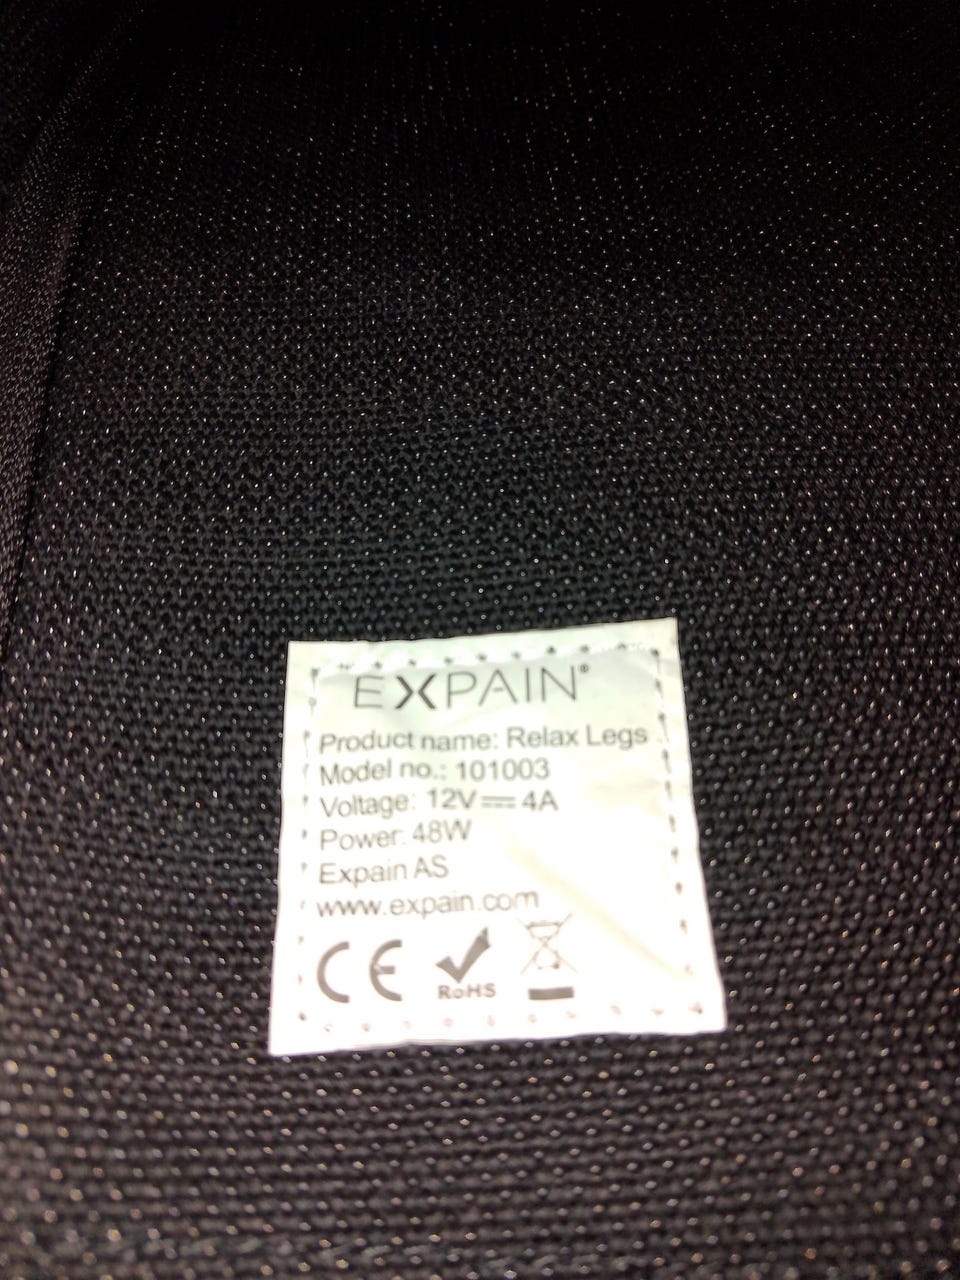 EXPAIN®
Product name: Relax Legs
Model no.: 101003
Voltage: 12V⎓4A
Power: 48W
Expain AS
www.expain.com
CE RoHS